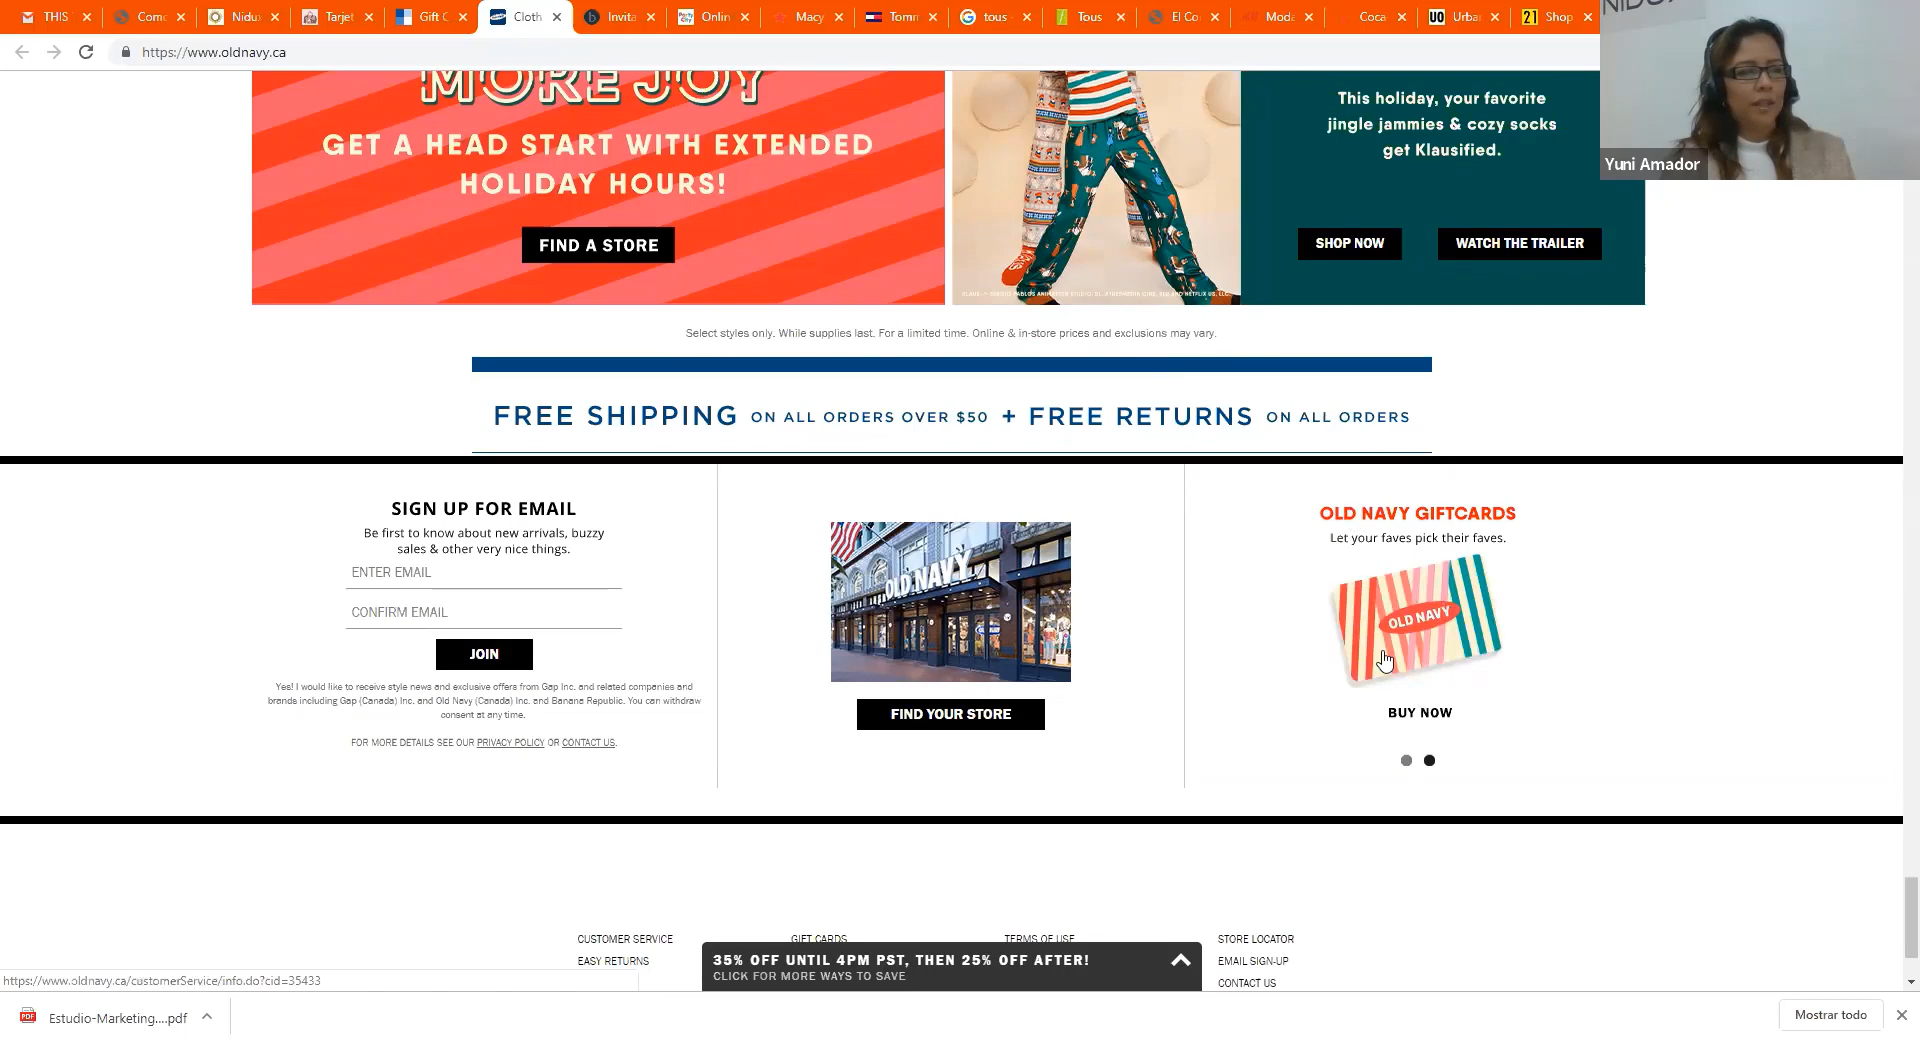 THIS
Como
Nidux
Tarjet
Gift C
Cloth
Invita
Onlin
Macy
Tomm
tous
Tous
El Co
Moda
Coca
UO Urba
21 Shop
https://www.oldnavy.ca
Yuni Amador
MORE JOY
GET A HEAD START WITH EXTENDED
HOLIDAY HOURS!
FIND A STORE
This holiday, your favorite
jingle jammies & cozy socks
get Klausified.
SHOP NOW
WATCH THE TRAILER
Select styles only. While supplies last. For a limited time. Online & in-store prices and exclusions may vary.
FREE SHIPPING ON ALL ORDERS OVER $50 + FREE RETURNS ON ALL ORDERS
SIGN UP FOR EMAIL
Be first to know about new arrivals, buzzy
sales & other very nice things.
ENTER EMAIL
CONFIRM EMAIL
JOIN
Yes! I would like to receive style news and exclusive offers from Gap Inc. and related companies and
brands including Gap (Canada) Inc. and Old Navy (Canada) Inc. and Banana Republic. You can withdraw
consent at any time.
FOR MORE DETAILS SEE OUR PRIVACY POLICY OR CONTACT US.
OLD NAVY
FIND YOUR STORE
OLD NAVY GIFTCARDS
Let your faves pick their faves.
OLD NAVY
BUY NOW
CUSTOMER SERVICE
EASY RETURNS
GIFT CARDS
TERMS OF USE
STORE LOCATOR
EMAIL SIGN-UP
CONTACT US
35% OFF UNTIL 4PM PST, THEN 25% OFF AFTER!
CLICK FOR MORE WAYS TO SAVE
https://www.oldnavy.ca/customerService/info.do?cid=35433
PDF
Estudio-Marketing....pdf
Mostrar todo